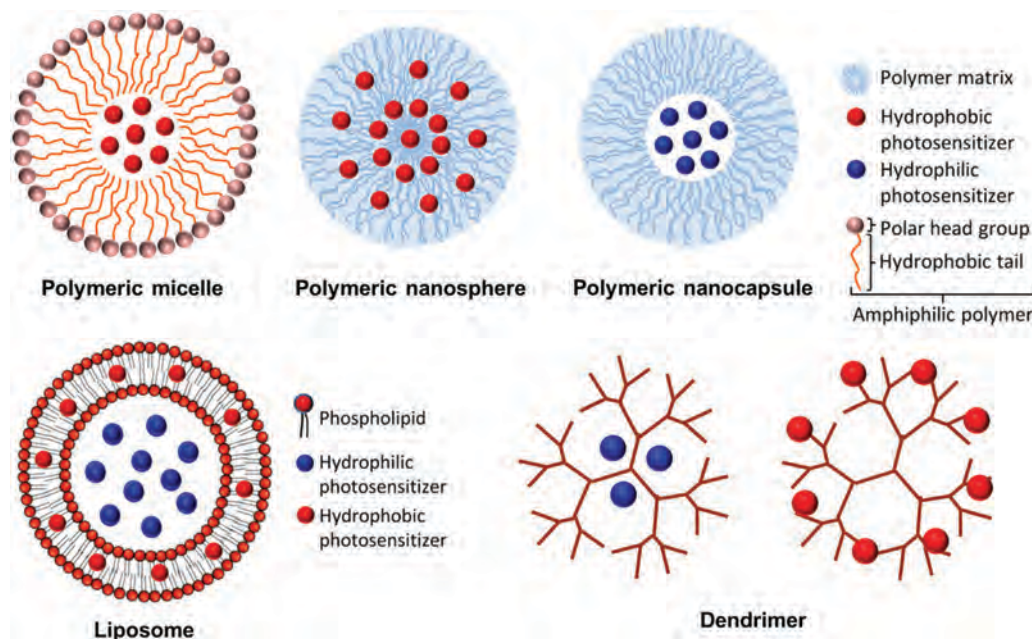 Polymer matrix
Hydrophobic
photosensitizer
Hydrophilic
photosensitizer
Polar head group
Hydrophobic tail
Amphiphilic polymer
Polymeric micelle
Polymeric nanosphere
Polymeric nanocapsule
Phospholipid
Hydrophilic
photosensitizer
Hydrophobic
photosensitizer
Liposome
Dendrimer